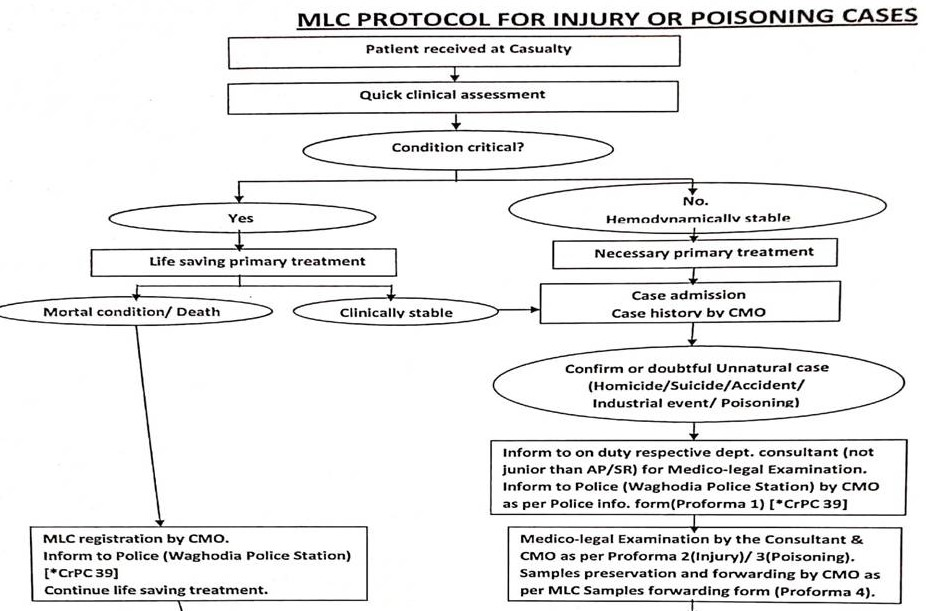 MLC PROTOCOL FOR INJURY OR POISONING CASES
Patient received at Casualty
Quick clinical assessment
Condition critical?
Yes
No.
Hemodynamically stable
Life saving primary treatment
Necessary primary treatment
Mortal condition/ Death
Clinically stable
Case admission
Case history by CMO
Confirm or doubtful Unnatural case
(Homicide/Suicide/Accident/
Industrial event/ Poisoning)
Inform to on duty respective dept. consultant (not
junior than AP/SR) for Medico-legal Examination.
Inform to Police (Waghodia Police Station) by CMO
as per Police info. form(Proforma 1) [*CrPC 39]
MLC registration by CMO.
Inform to Police (Waghodia Police Station)
[*CrPC 39]
Continue life saving treatment.
Medico-legal Examination by the Consultant &
CMO as per Proforma 2(Injury)/ 3(Poisoning).
Samples preservation and forwarding by CMO as
per MLC Samples forwarding form (Proforma 4).